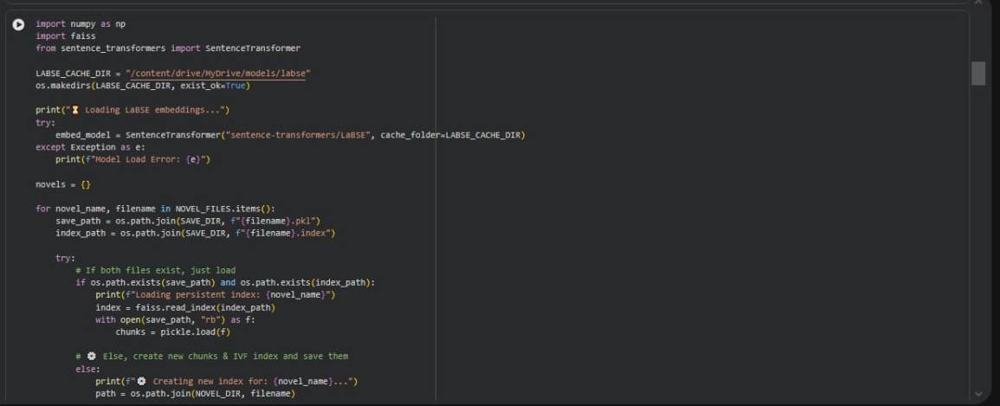 import numpy as np
import faiss
from sentence_transformers import SentenceTransformer
LABSE_CACHE_DIR = "/content/drive/MyDrive/models/labse"
os.makedirs(LABSE_CACHE_DIR, exist_ok=True)
print("⏳ Loading LaBSE embeddings...")
try:
    embed_model = SentenceTransformer("sentence-transformers/LaBSE", cache_folder=LABSE_CACHE_DIR)
except Exception as e:
    print(f"Model Load Error: {e}")
novels = {}
for novel_name, filename in NOVEL_FILES.items():
    save_path = os.path.join(SAVE_DIR, f"{filename}.pkl")
    index_path = os.path.join(SAVE_DIR, f"{filename}.index")
    try:
        # If both files exist, just load
        if os.path.exists(save_path) and os.path.exists(index_path):
            print(f"Loading persistent index: {novel_name}")
            index = faiss.read_index(index_path)
            with open(save_path, "rb") as f:
                chunks = pickle.load(f)
        # ⚙️ Else, create new chunks & IVF index and save them
        else:
            print(f"⚙️ Creating new index for: {novel_name}...")
            path = os.path.join(NOVEL_DIR, filename)